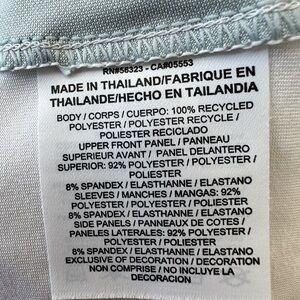 RN#56323 - CA#05553
MADE IN THAILAND/FABRIQUE EN
THAILANDE/HECHO EN TAILANDIA
BODY / CORPS / CUERPO: 100% RECYCLED
POLYESTER / POLYESTER RECYCLE /
POLIESTER RECICLADO
UPPER FRONT PANEL / PANNEAU
SUPERIEUR AVANT / PANEL DELANTERO
SUPERIOR: 92% POLYESTER / POLYESTER /
POLIESTER
8% SPANDEX / ELASTHANNE / ELASTANO
SLEEVES / MANCHES / MANGAS: 92%
POLYESTER / POLYESTER / POLIESTER
8% SPANDEX / ELASTHANNE / ELASTANO
SIDE PANELS / PANNEAUX DE COTES /
PANELES LATERALES: 92% POLYESTER /
POLYESTER / POLIESTER
8% SPANDEX / ELASTHANNE / ELASTANO
EXCLUSIVE OF DECORATION / DECORATION
NON COMPRISE / NO INCLUYE LA
DECORACION